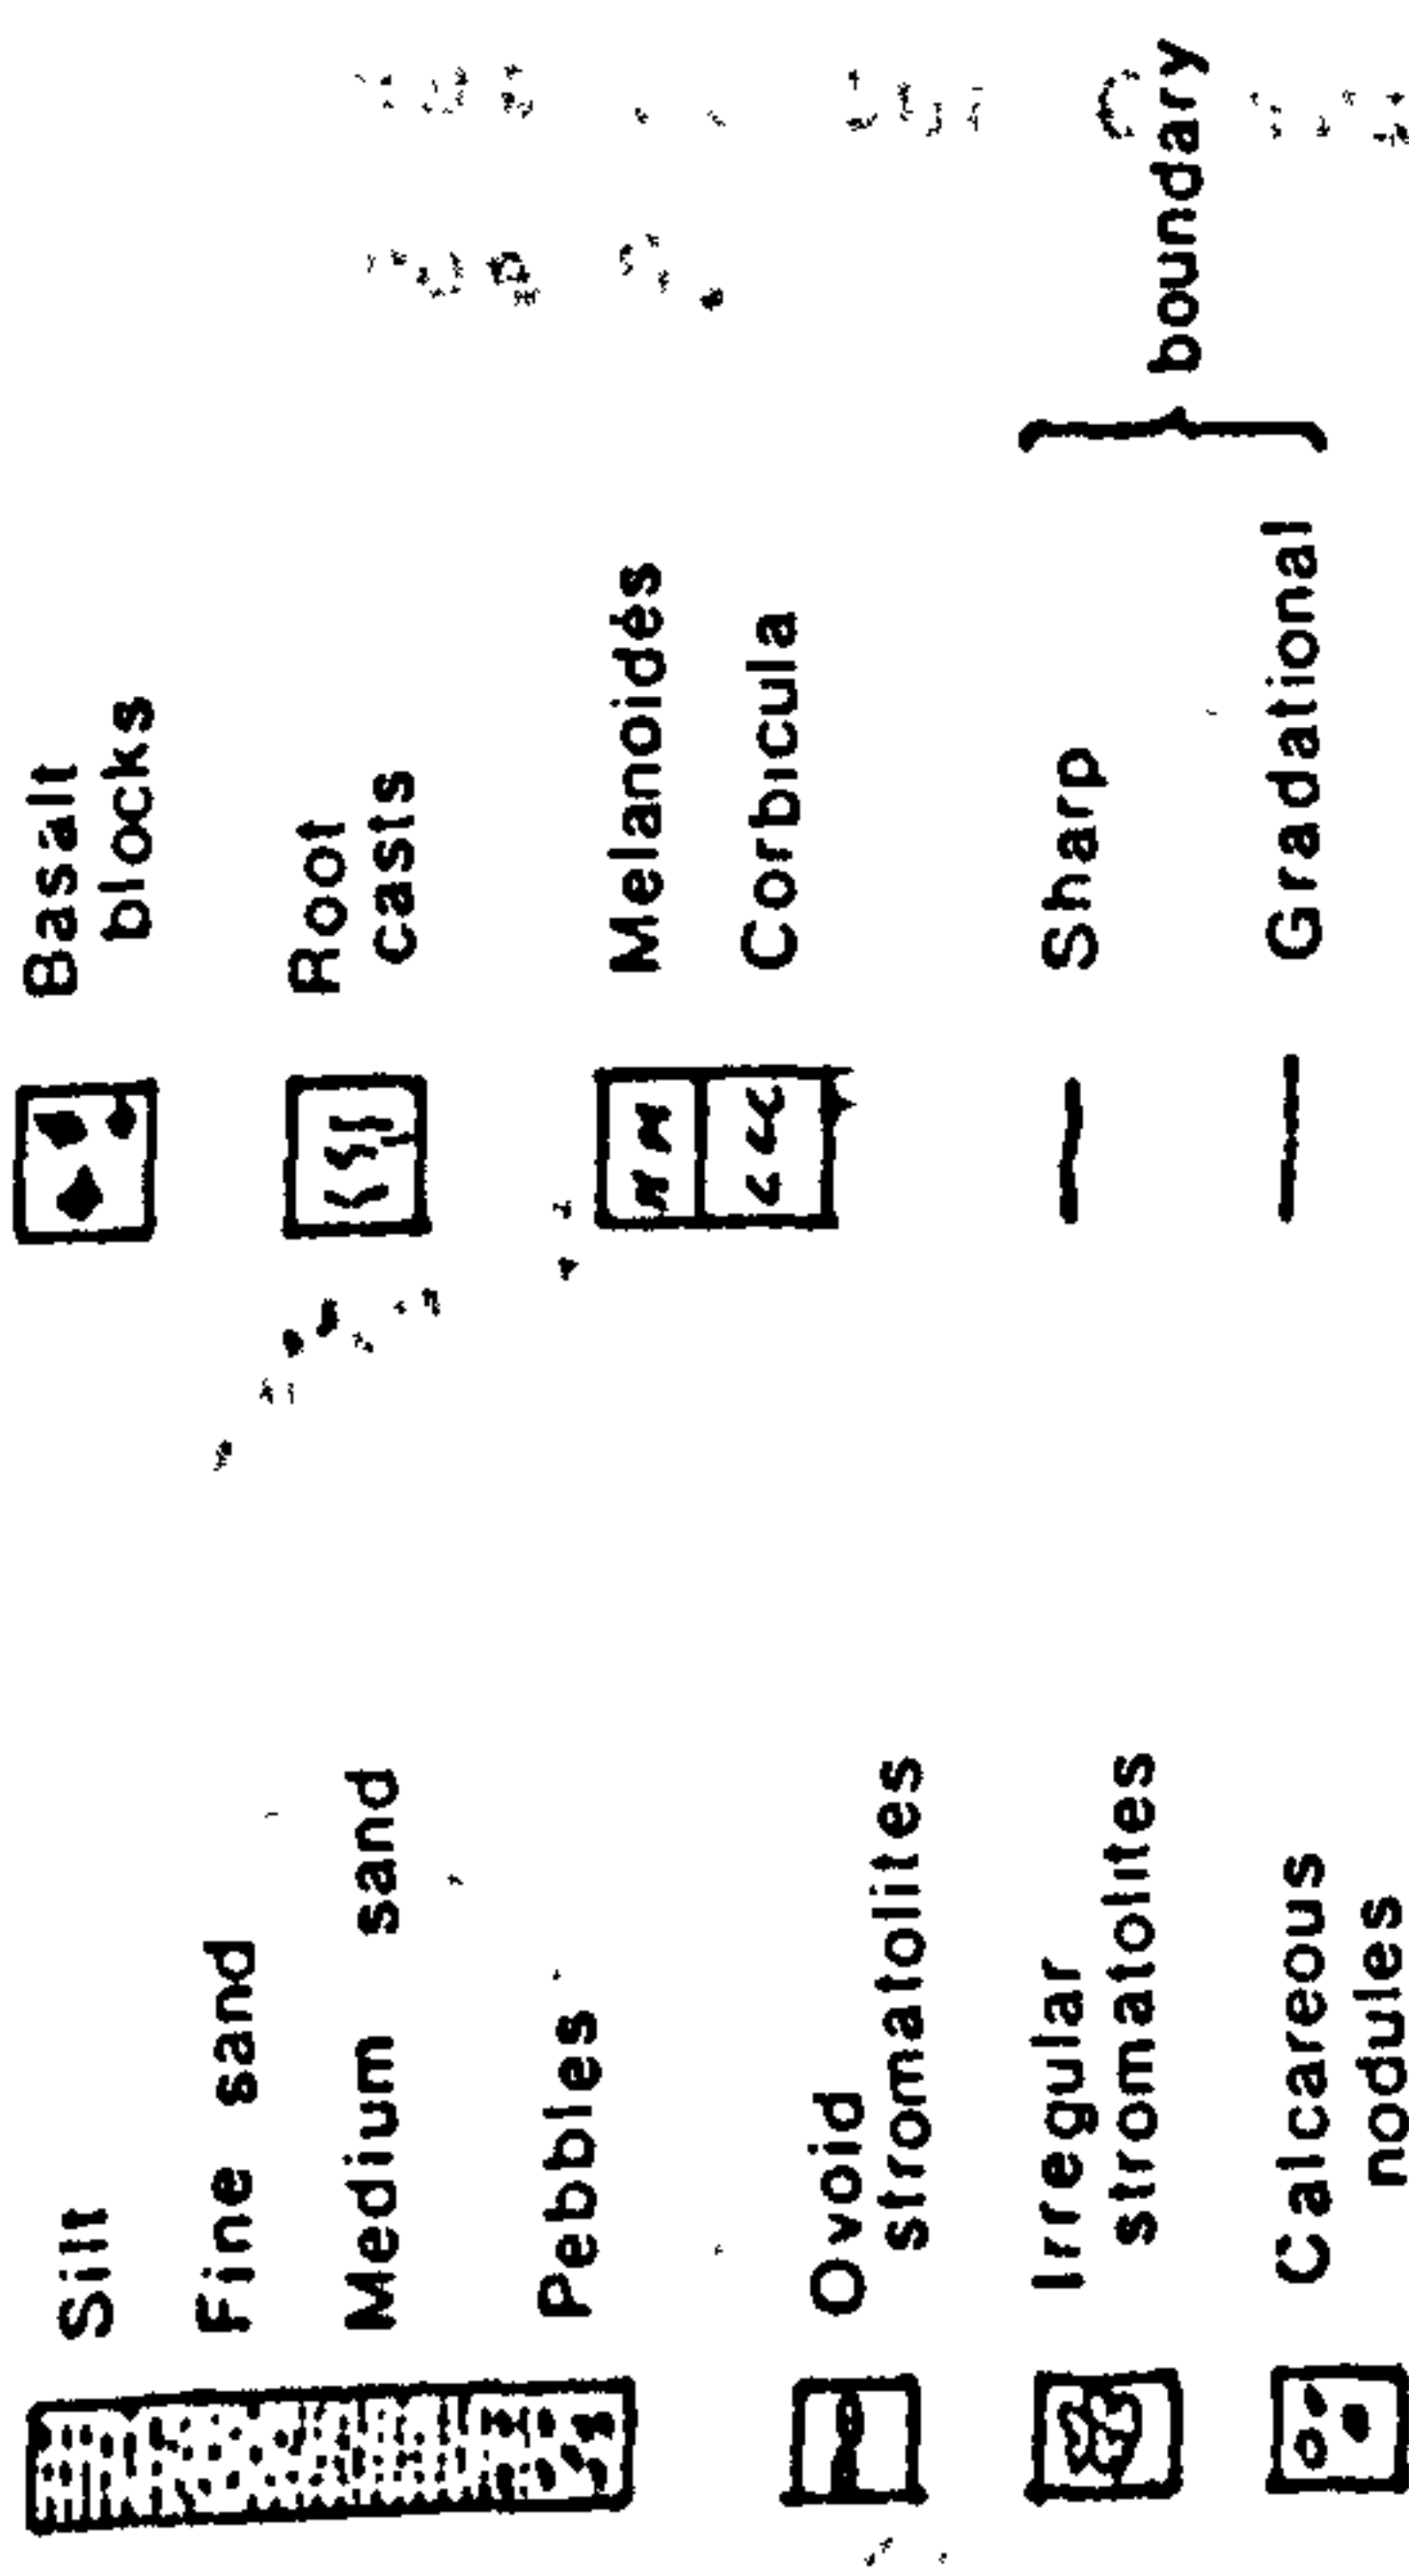 Silt
Fine sand
Medium sand
Pebbles
Ovoid
stromatolites
Irregular
stromatolites
Calcareous
nodules
Basalt
blocks
Root
casts
Melanoides
Corbicula
Sharp
Gradational
boundary